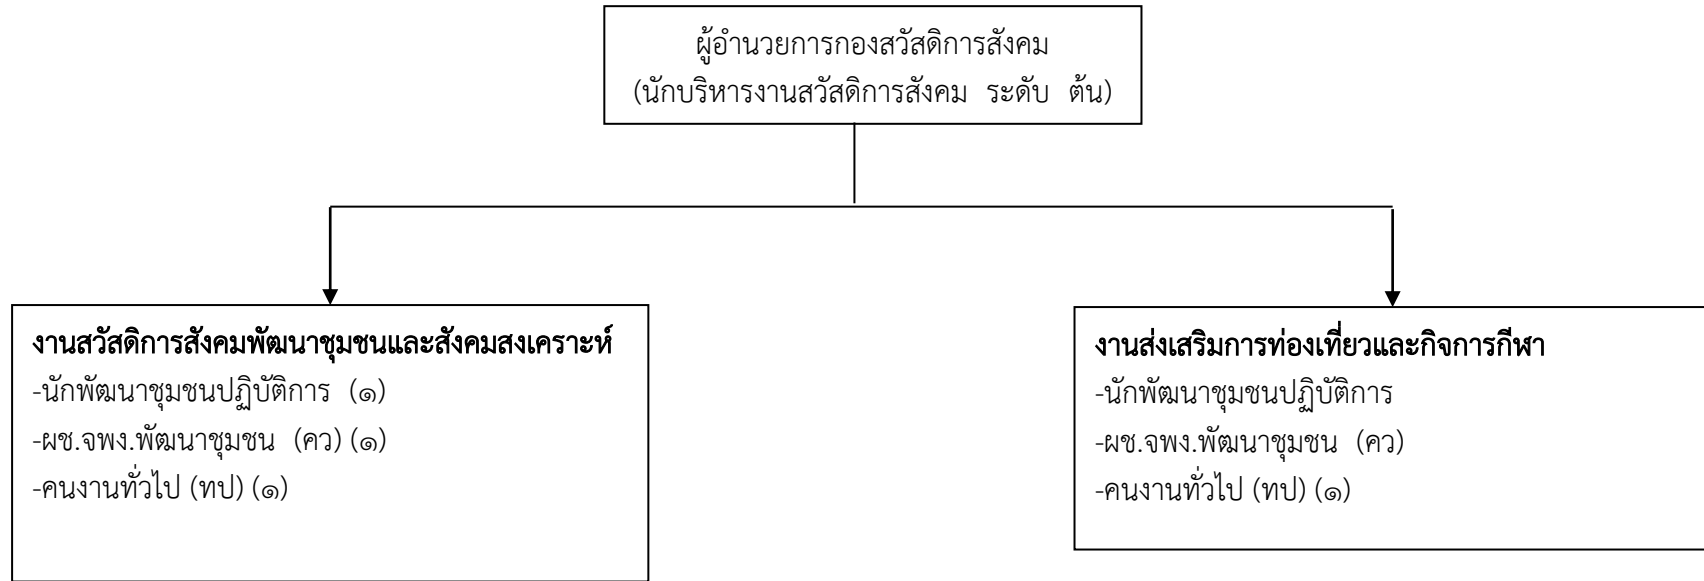 ผู้อำนวยการกองสวัสดิการสังคม
(นักบริหารงานสวัสดิการสังคม ระดับ ต้น)
งานสวัสดิการสังคมพัฒนาชุมชนและสังคมสงเคราะห์
-นักพัฒนาชุมชนปฏิบัติการ (๑)
-ผช.จพง.พัฒนาชุมชน (คว) (๑)
-คนงานทั่วไป (ทป) (๑)
งานส่งเสริมการท่องเที่ยวและกิจการกีฬา
-นักพัฒนาชุมชนปฏิบัติการ
-ผช.จพง.พัฒนาชุมชน (คว)
-คนงานทั่วไป (ทป) (๑)